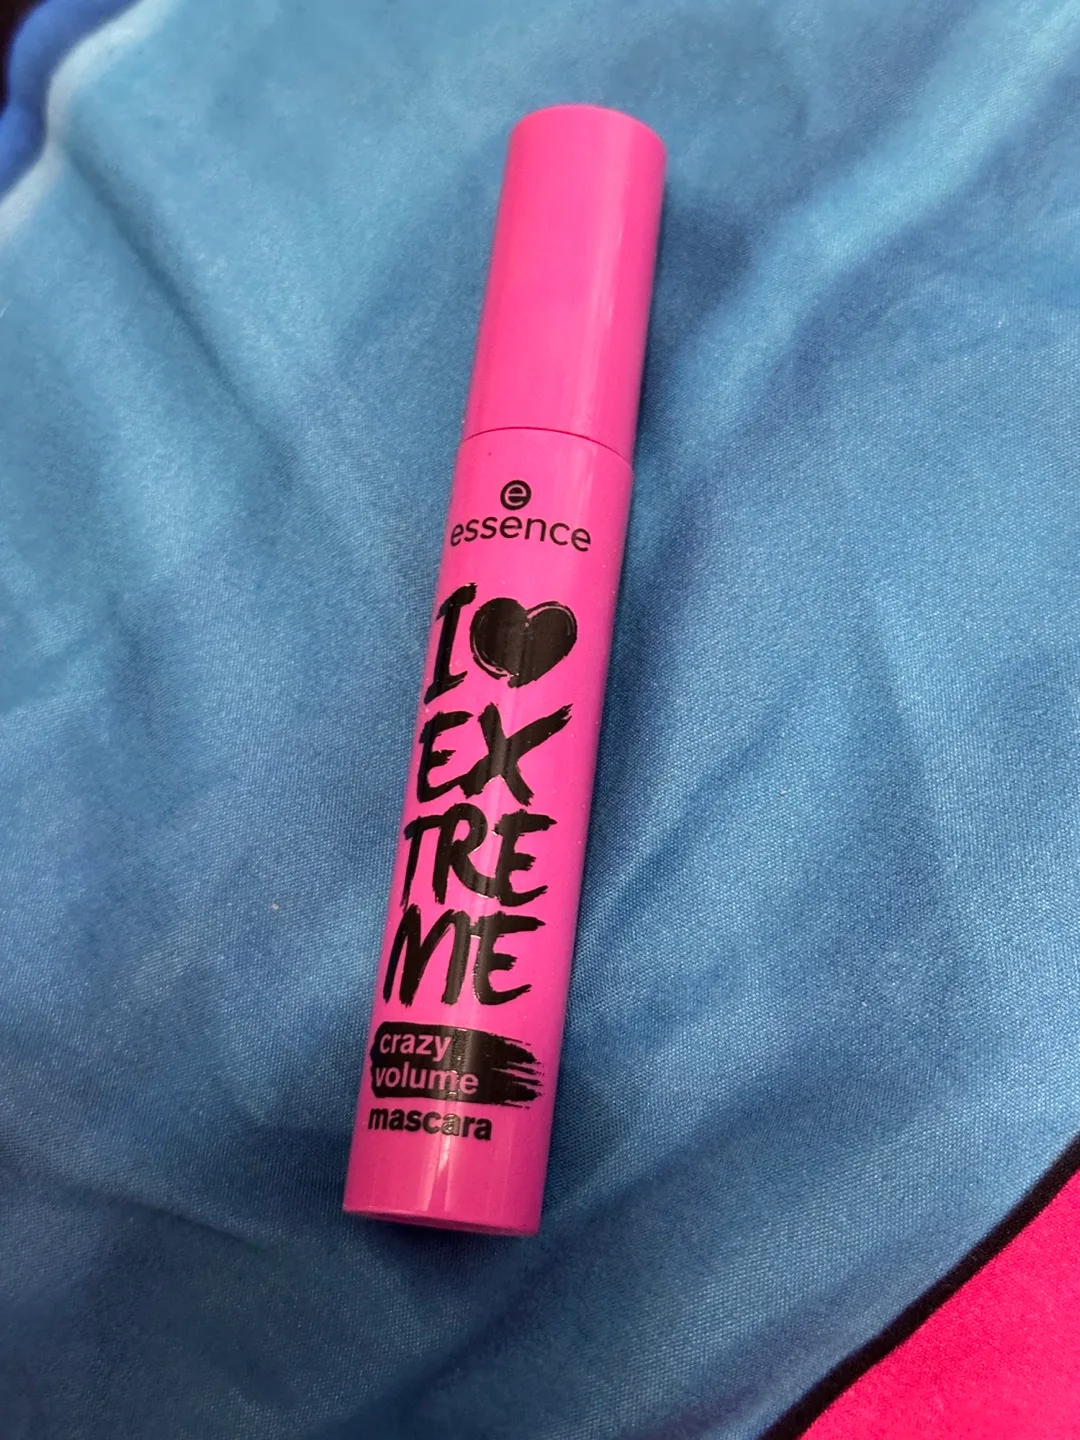 e
essence
I ♥
EX
TRE
ME
crazy
volume
mascara